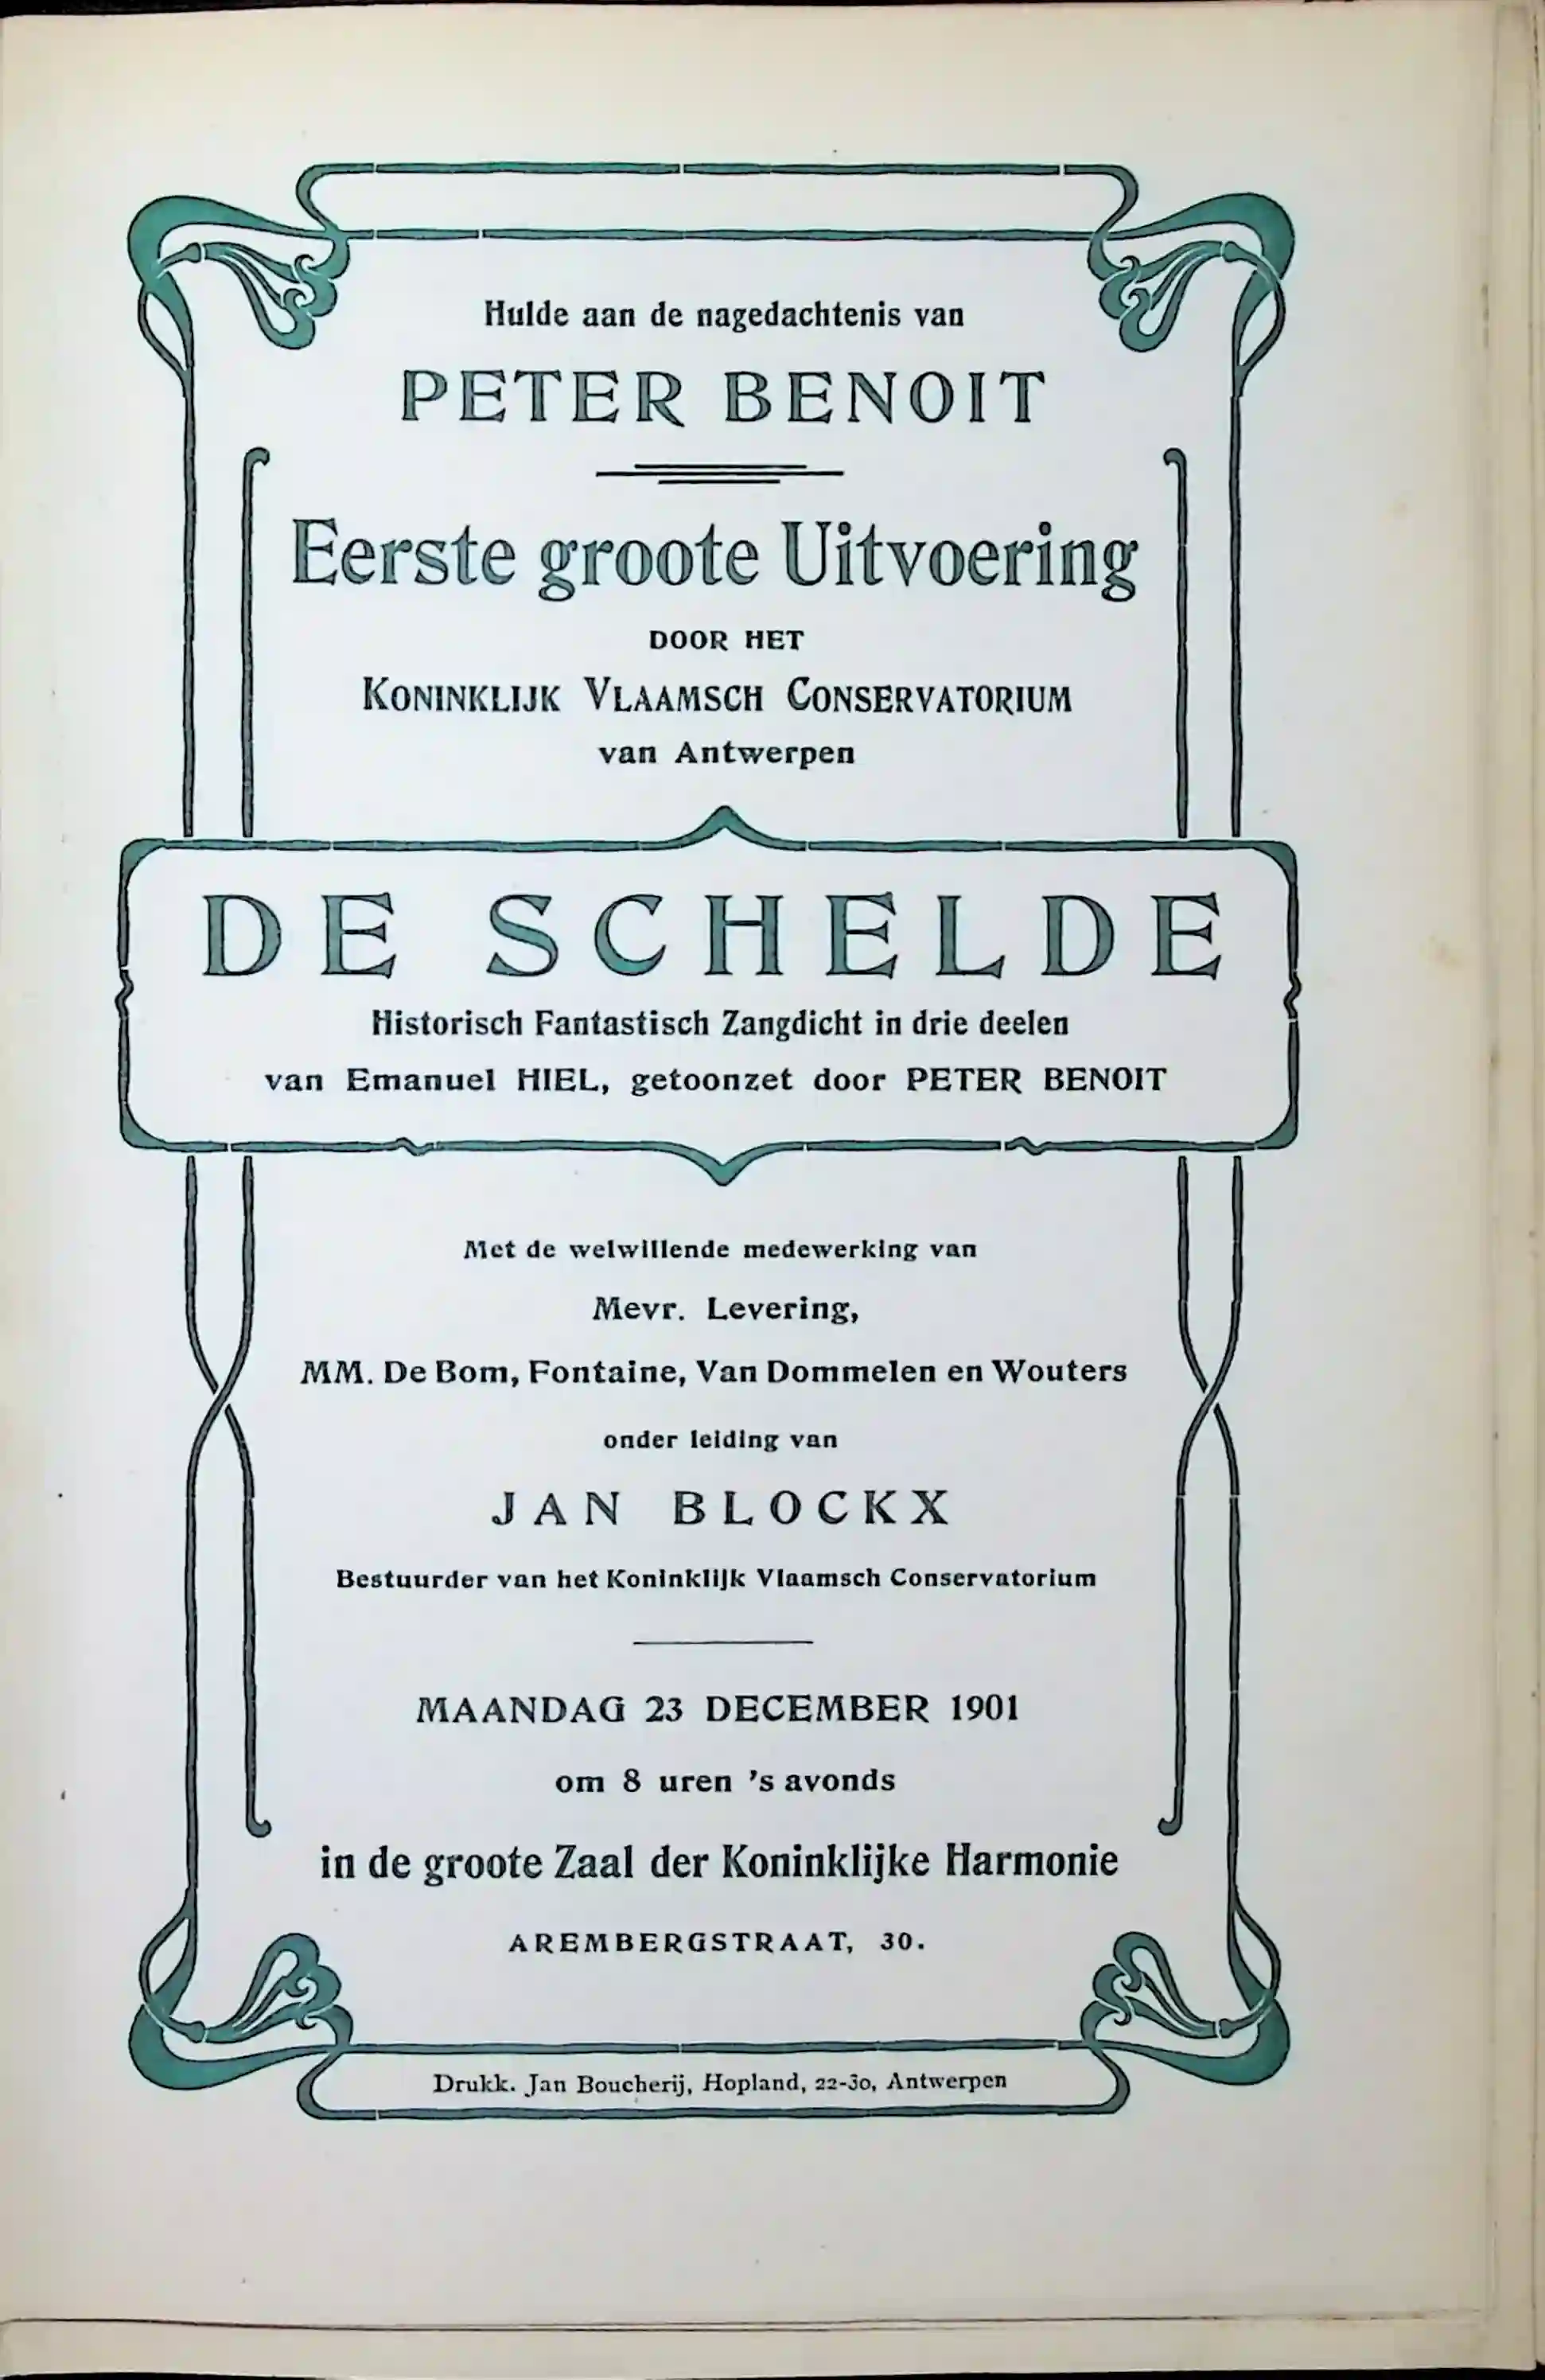 Hulde aan de nagedachtenis van
PETER BENOIT
Eerste groote Uitvoering
DOOR HET
KONINKLIJK VLAAMSCH CONSERVATORIUM
van Antwerpen
DE SCHELDE
Historisch Fantastisch Zangdicht in drie deelen
van Emanuel HIEL, getoonzet door PETER BENOIT
Met de welwillende medewerking van
Mevr. Levering,
MM. De Bom, Fontaine, Van Dommelen en Wouters
onder leiding van
JAN BLOCKX
Bestuurder van het Koninklijk Vlaamsch Conservatorium
MAANDAG 23 DECEMBER 1901
om 8 uren 's avonds
in de groote Zaal der Koninklijke Harmonie
AREMBERGSTRAAT, 30.
Drukk. Jan Boucherij, Hopland, 22-30, Antwerpen